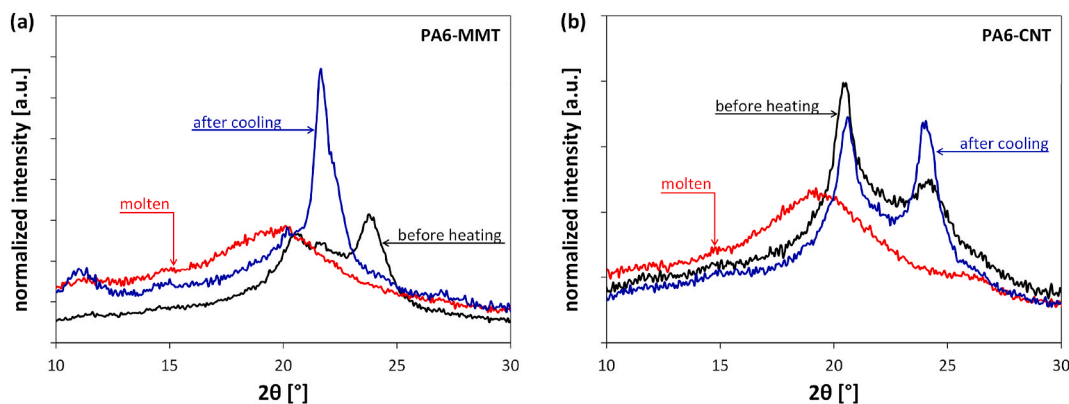 (a)
PA6-MMT
normalized intensity [a.u.]
after cooling
molten
before heating
10 15 20 25 30
2θ [°]
(b)
PA6-CNT
normalized intensity [a.u.]
before heating
after cooling
molten
10 15 20 25 30
2θ [°]